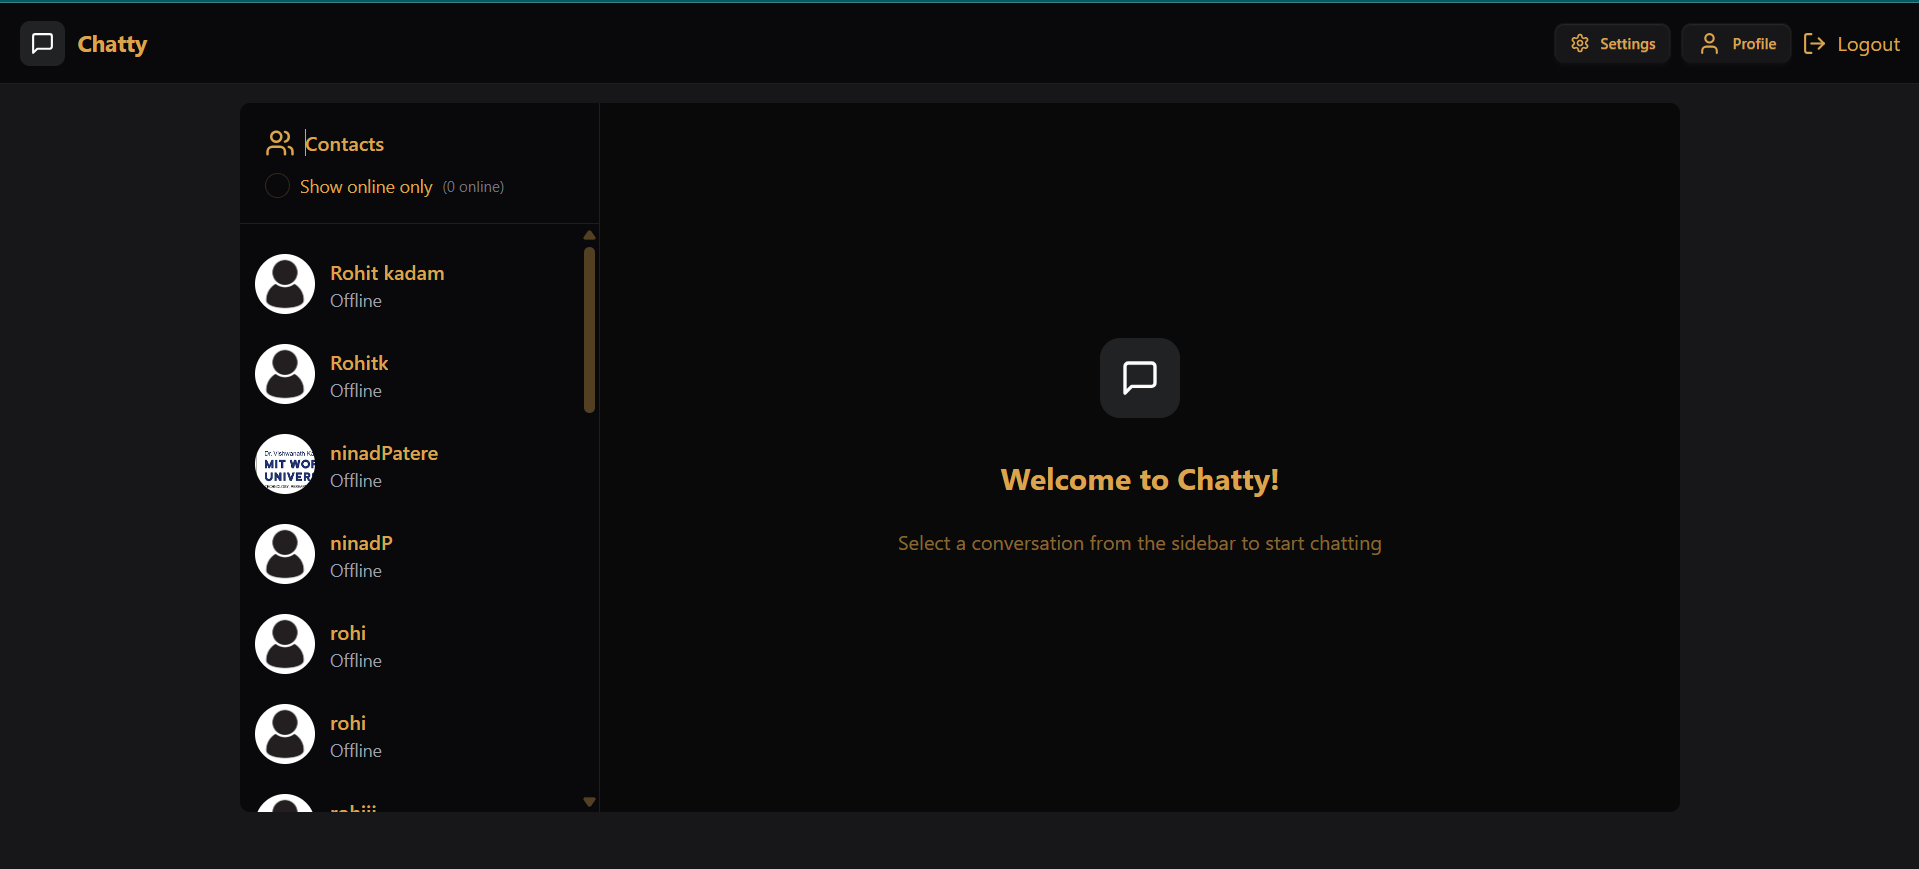 Chatty
Settings
Profile
Logout
Contacts
Show online only (0 online)
Rohit kadam
Offline
Rohitk
Offline
Dr. Vishwanath
MIT WOR
UNIVER
ninadPatere
Offline
ninadP
Offline
rohi
Offline
rohi
Offline
Welcome to Chatty!
Select a conversation from the sidebar to start chatting